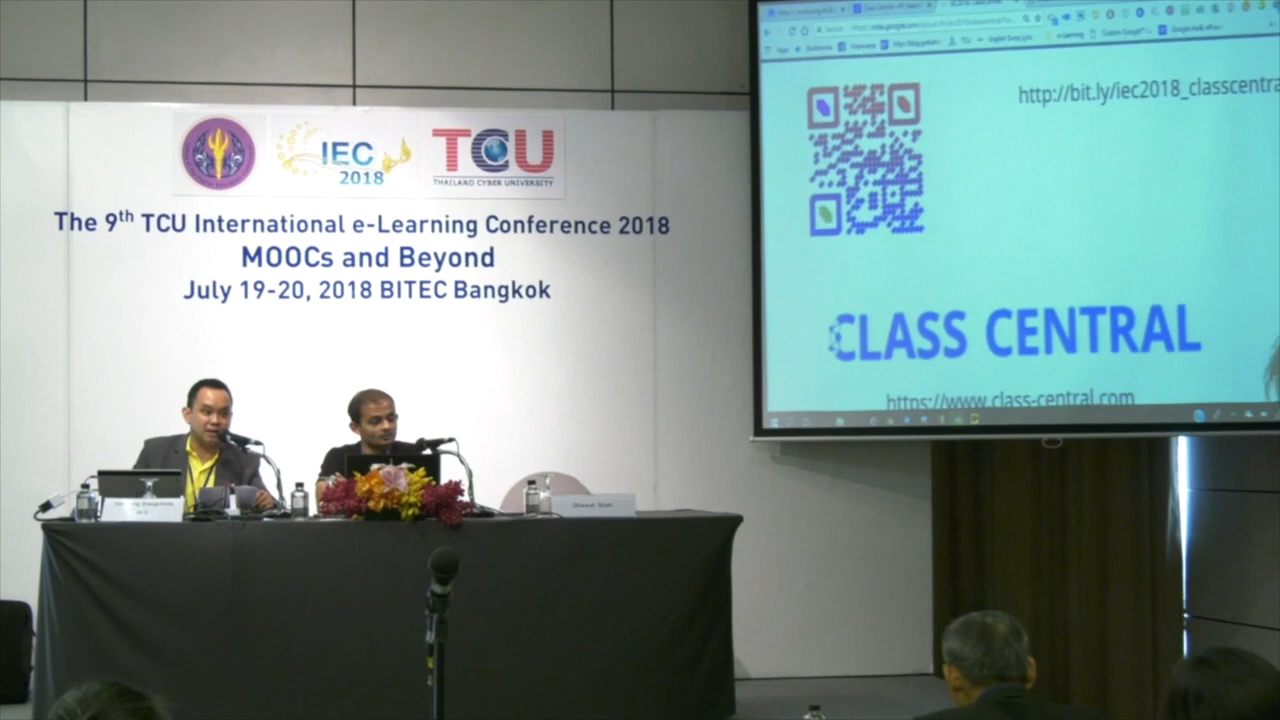 IEC
2018
TCU
THAILAND CYBER UNIVERSITY
The 9th TCU International e-Learning Conference 2018
MOOCs and Beyond
July 19-20, 2018 BITEC Bangkok
http://bit.ly/iec2018_classcentra
CLASS CENTRAL
https://www.class-central.com
Dhawal Shah